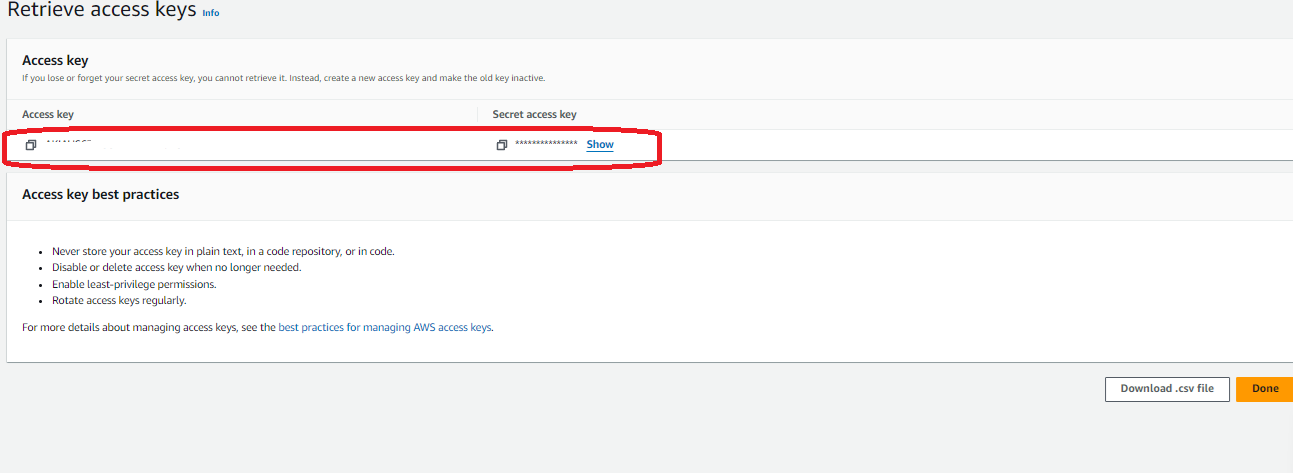 Retrieve access keys Info
Access key
If you lose or forget your secret access key, you cannot retrieve it. Instead, create a new access key and make the old key inactive.
Access key Secret access key
*************** Show
Access key best practices
• Never store your access key in plain text, in a code repository, or in code.
• Disable or delete access key when no longer needed.
• Enable least-privilege permissions.
• Rotate access keys regularly.
For more details about managing access keys, see the best practices for managing AWS access keys.
Download .csv file Done